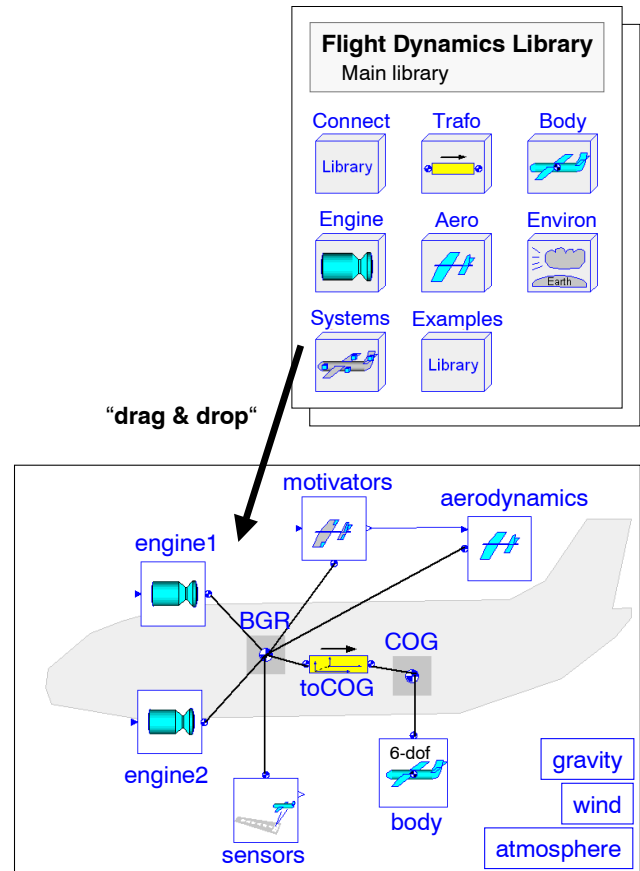 Flight Dynamics Library
Main library
Connect Trafo Body
Library
Engine Aero Environ
Earth
Systems Examples
Library
“drag & drop“
motivators
aerodynamics
engine1
BGR
COG
toCOG
engine2
6-dof
body
sensors
gravity
wind
atmosphere